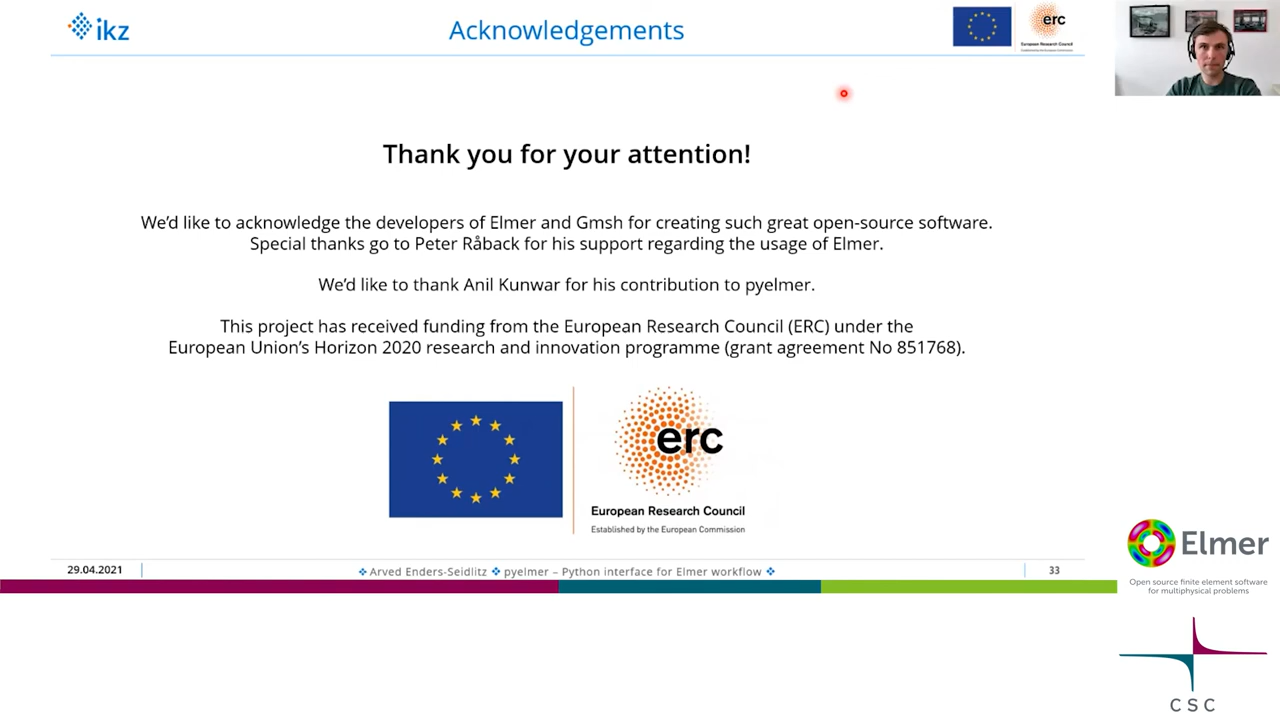 ikz
Acknowledgements
erc
European Research Council
Thank you for your attention!
We'd like to acknowledge the developers of Elmer and Gmsh for creating such great open-source software.
Special thanks go to Peter Råback for his support regarding the usage of Elmer.
We'd like to thank Anil Kunwar for his contribution to pyelmer.
This project has received funding from the European Research Council (ERC) under the
European Union's Horizon 2020 research and innovation programme (grant agreement No 851768).
erc
European Research Council
Established by the European Commission
29.04.2021
Arved Enders-Seidlitz ❖ pyelmer – Python interface for Elmer workflow
33
Elmer
Open source finite element software
for multiphysical problems
CSC